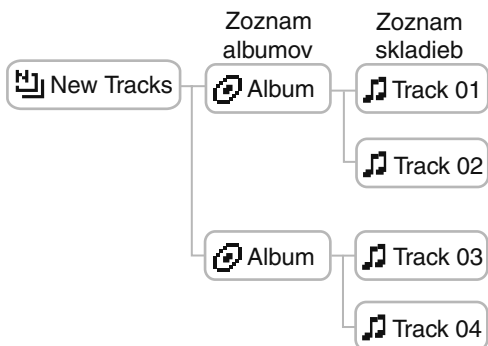 Zoznam albumov
Zoznam skladieb
New Tracks
Album
Track 01
Track 02
Album
Track 03
Track 04